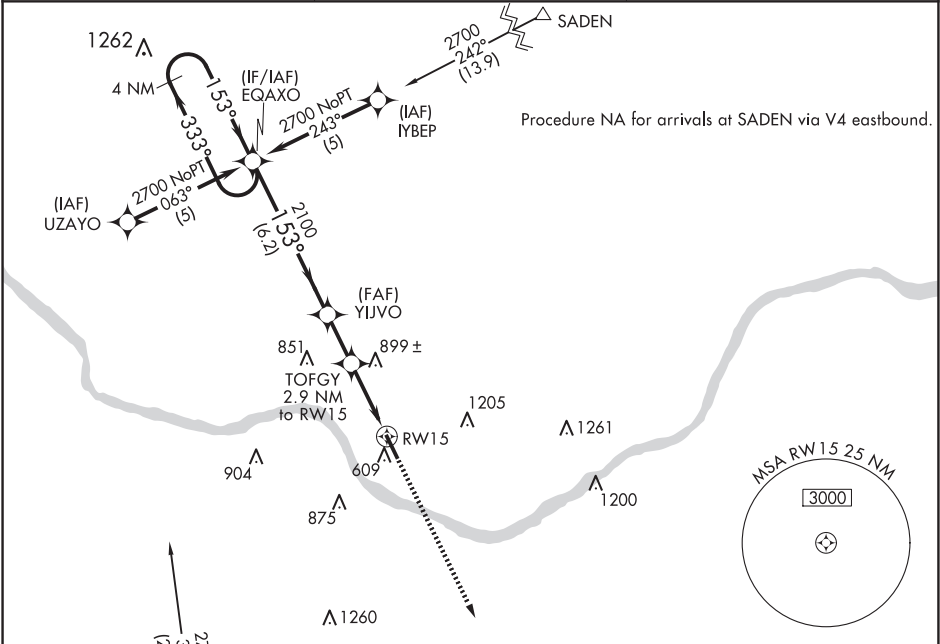 1262
4 NM
153°
333°
(IF/IAF)
EQAXO
2700 NoPT
243°
(5)
(IAF)
IYBEP
2700
242°
(13.9)
SADEN
Procedure NA for arrivals at SADEN via V4 eastbound.
2700 NoPT
063°
(5)
(IAF)
UZAYO
2100
153°
(6.2)
(FAF)
YIJVO
851
899 ±
TOFGY
2.9 NM
to RW15
RW15
1205
1261
904
609
875
1200
MSA RW15 25 NM
3000
1260